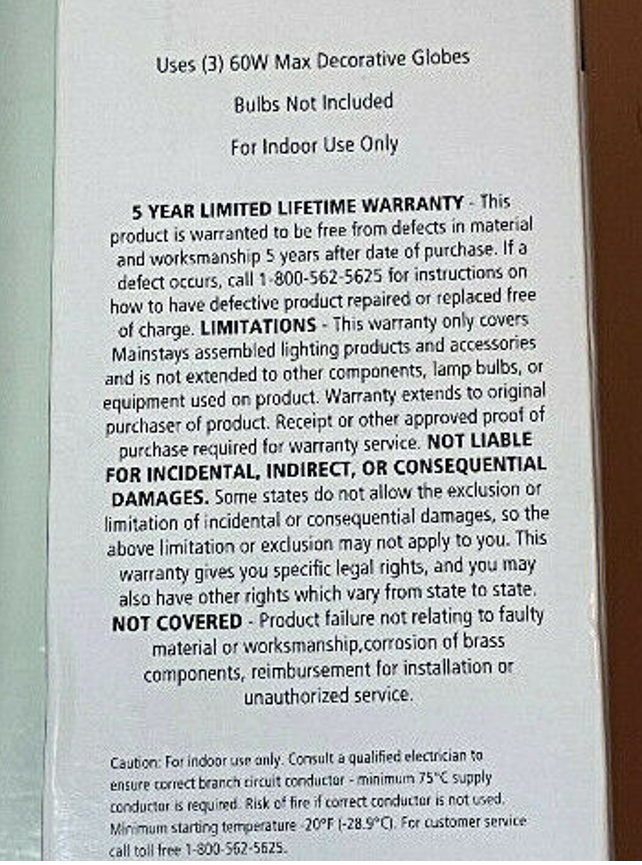 Uses (3) 60W Max Decorative Globes
Bulbs Not Included
For Indoor Use Only
5 YEAR LIMITED LIFETIME WARRANTY - This
product is warranted to be free from defects in material
and worksmanship 5 years after date of purchase. If a
defect occurs, call 1-800-562-5625 for instructions on
how to have defective product repaired or replaced free
of charge. LIMITATIONS - This warranty only covers
Mainstays assembled lighting products and accessories
and is not extended to other components, lamp bulbs, or
equipment used on product. Warranty extends to original
purchaser of product. Receipt or other approved proof of
purchase required for warranty service. NOT LIABLE
FOR INCIDENTAL, INDIRECT, OR CONSEQUENTIAL
DAMAGES. Some states do not allow the exclusion or
limitation of incidental or consequential damages, so the
above limitation or exclusion may not apply to you. This
warranty gives you specific legal rights, and you may
also have other rights which vary from state to state.
NOT COVERED - Product failure not relating to faulty
material or worksmanship,corrosion of brass
components, reimbursement for installation or
unauthorized service.
Caution: For indoor use only. Consult a qualified electrician to
ensure correct branch circuit conductor - minimum 75°C supply
conductor is required. Risk of fire if correct conductor is not used.
Minimum starting temperature -20°F (-28.9°C). For customer service
call toll free 1-800-562-5625.